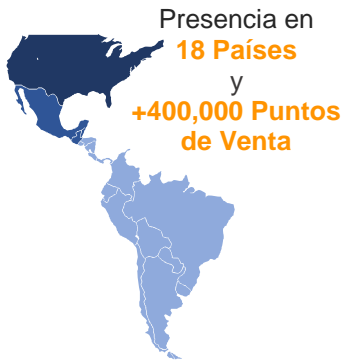 Presencia en
18 Países
y
+400,000 Puntos
de Venta